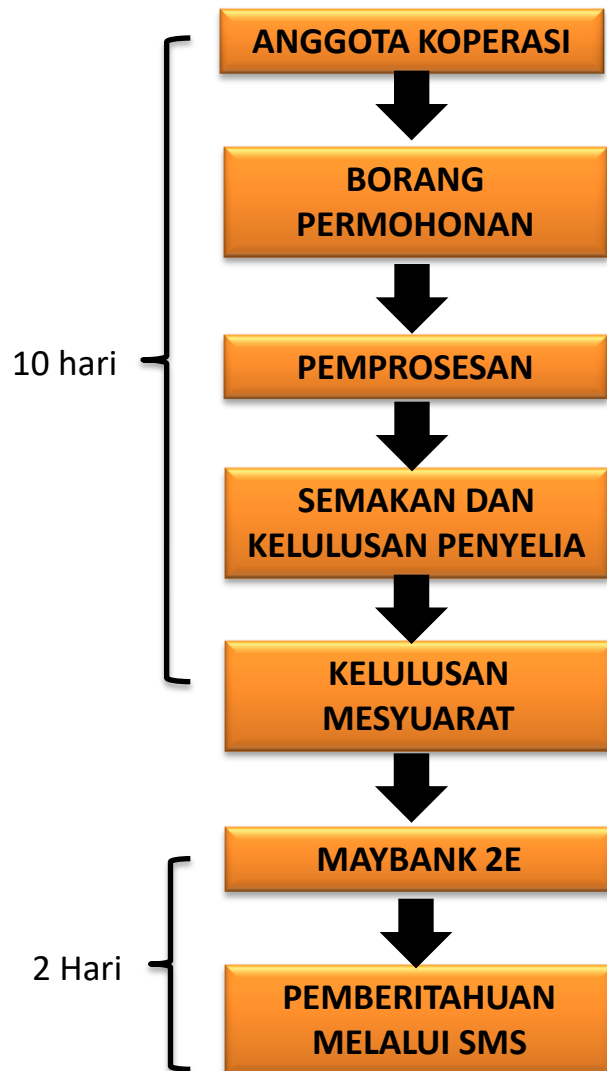 ANGGOTA KOPERASI
BORANG
PERMOHONAN
10 hari
PEMPROSESAN
SEMAKAN DAN
KELULUSAN PENYELIA
KELULUSAN
MESYUARAT
MAYBANK 2E
2 Hari
PEMBERITAHUAN
MELALUI SMS